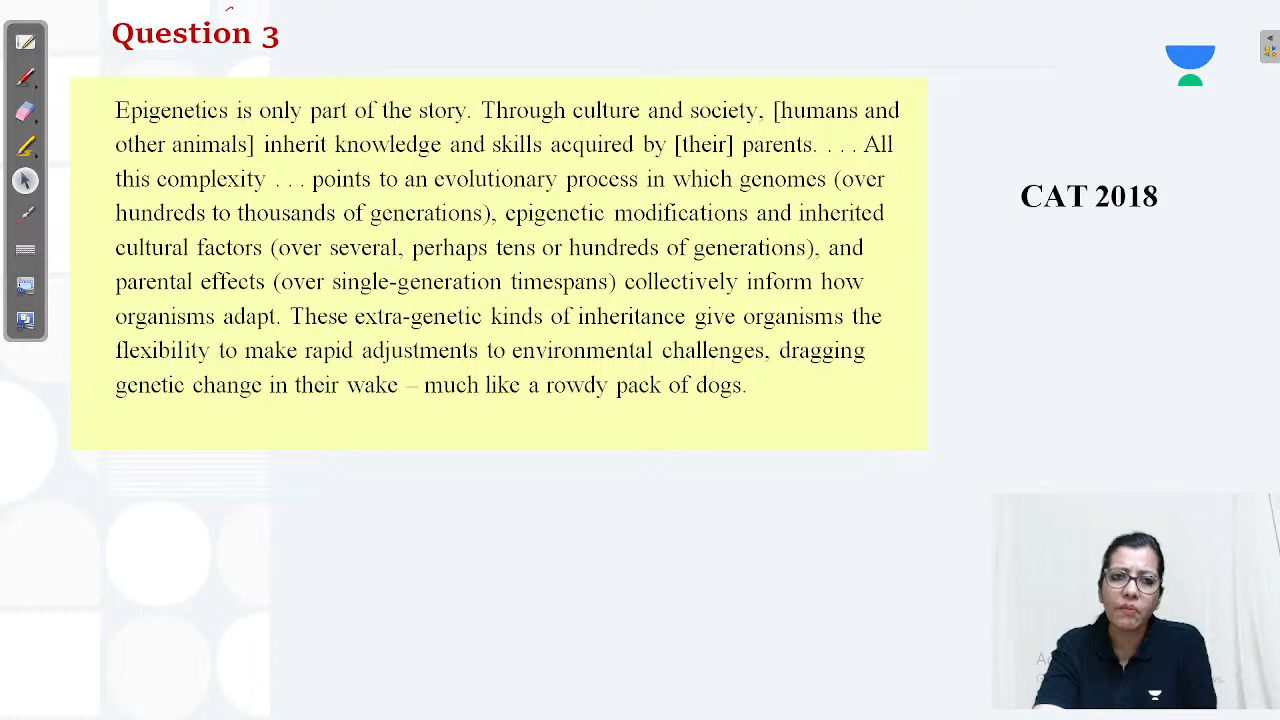 Question 3
Epigenetics is only part of the story. Through culture and society, [humans and
other animals] inherit knowledge and skills acquired by [their] parents. . . . All
this complexity . . . points to an evolutionary process in which genomes (over
hundreds to thousands of generations), epigenetic modifications and inherited
cultural factors (over several, perhaps tens or hundreds of generations), and
parental effects (over single-generation timespans) collectively inform how
organisms adapt. These extra-genetic kinds of inheritance give organisms the
flexibility to make rapid adjustments to environmental challenges, dragging
genetic change in their wake – much like a rowdy pack of dogs.
CAT 2018